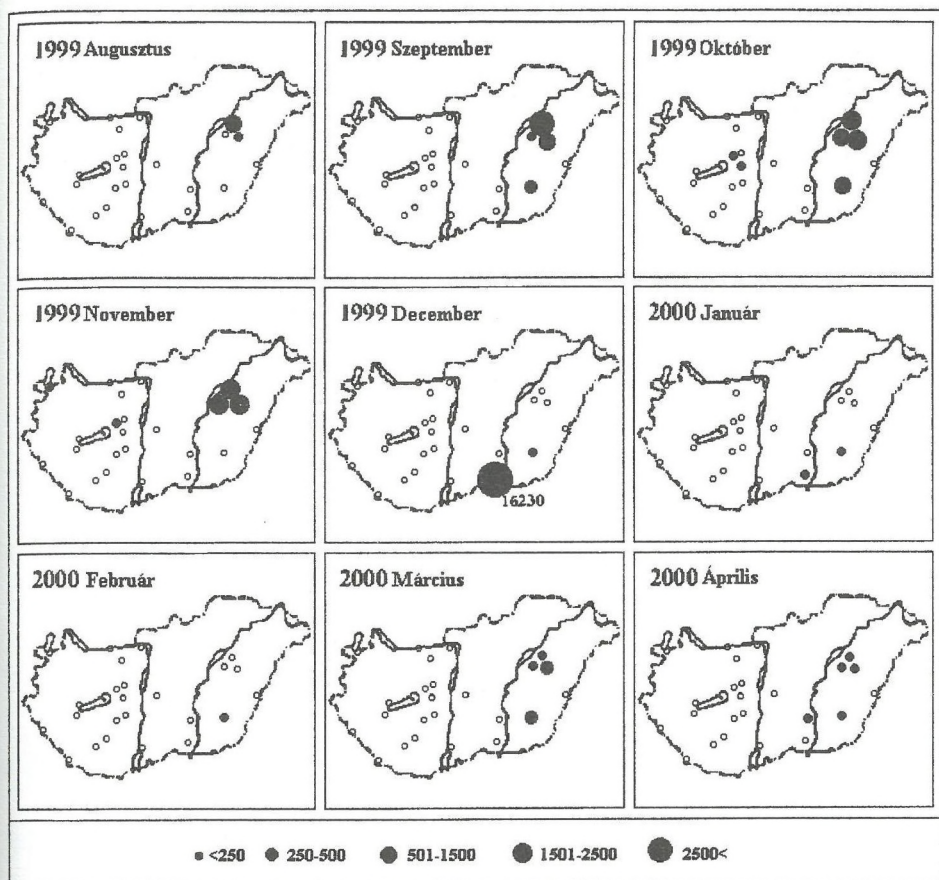 1999 Augusztus
1999 Szeptember
1999 Október
1999 November
1999 December
2000 Január
16230
2000 Február
2000 Március
2000 Április
<250 250-500 501-1500 1501-2500 2500<